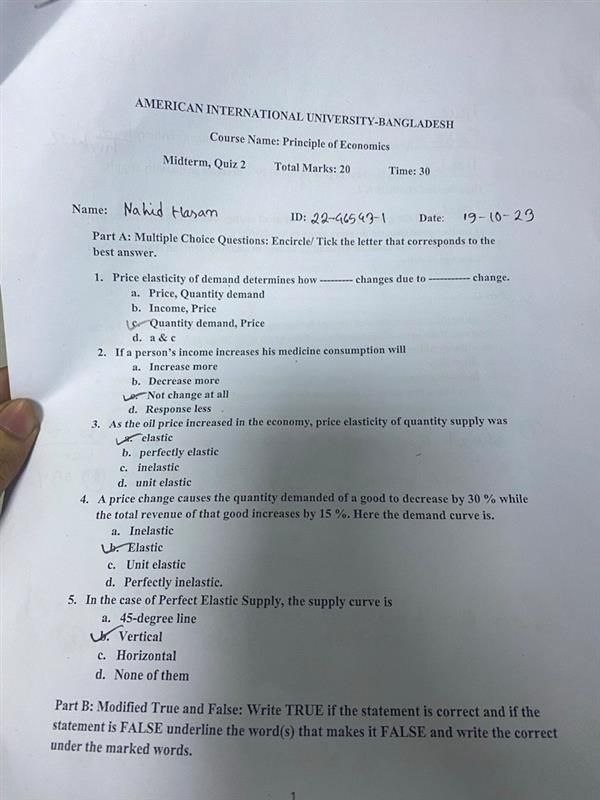 AMERICAN INTERNATIONAL UNIVERSITY-BANGLADESH
Course Name: Principle of Economics
Midterm, Quiz 2 Total Marks: 20 Time: 30
Name: Nahid Hasan ID: 22-46543-1 Date: 19-10-23
Part A: Multiple Choice Questions: Encircle/ Tick the letter that corresponds to the
best answer.
1. Price elasticity of demand determines how --------- changes due to ----------- change.
a. Price, Quantity demand
b. Income, Price
c. Quantity demand, Price
d. a & c
2. If a person's income increases his medicine consumption will
a. Increase more
b. Decrease more
c. Not change at all
d. Response less
3. As the oil price increased in the economy, price elasticity of quantity supply was
a. elastic
b. perfectly elastic
c. inelastic
d. unit elastic
4. A price change causes the quantity demanded of a good to decrease by 30 % while
the total revenue of that good increases by 15 %. Here the demand curve is.
a. Inelastic
b. Elastic
c. Unit elastic
d. Perfectly inelastic.
5. In the case of Perfect Elastic Supply, the supply curve is
a. 45-degree line
b. Vertical
c. Horizontal
d. None of them
Part B: Modified True and False: Write TRUE if the statement is correct and if the
statement is FALSE underline the word(s) that makes it FALSE and write the correct
under the marked words.
1